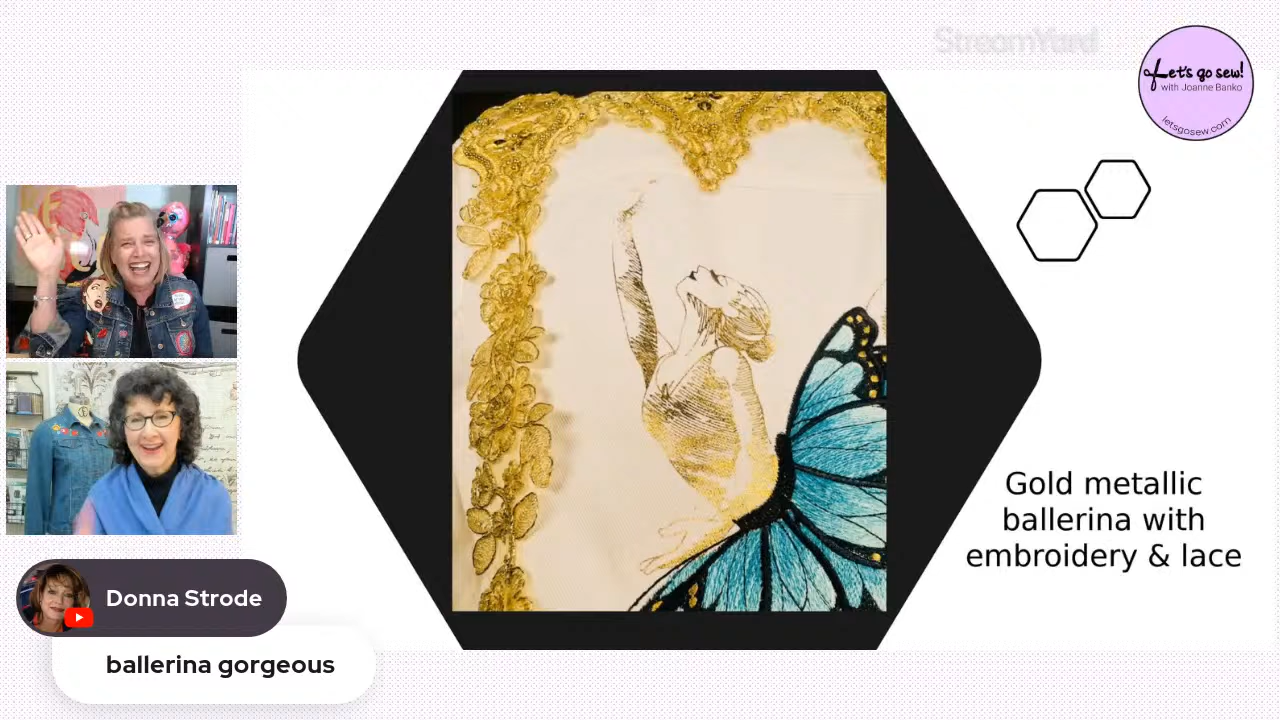 StreamYard
Let's go sew!
with Joanne Banko
letsgosew.com
Gold metallic
ballerina with
embroidery & lace
Donna Strode
ballerina gorgeous